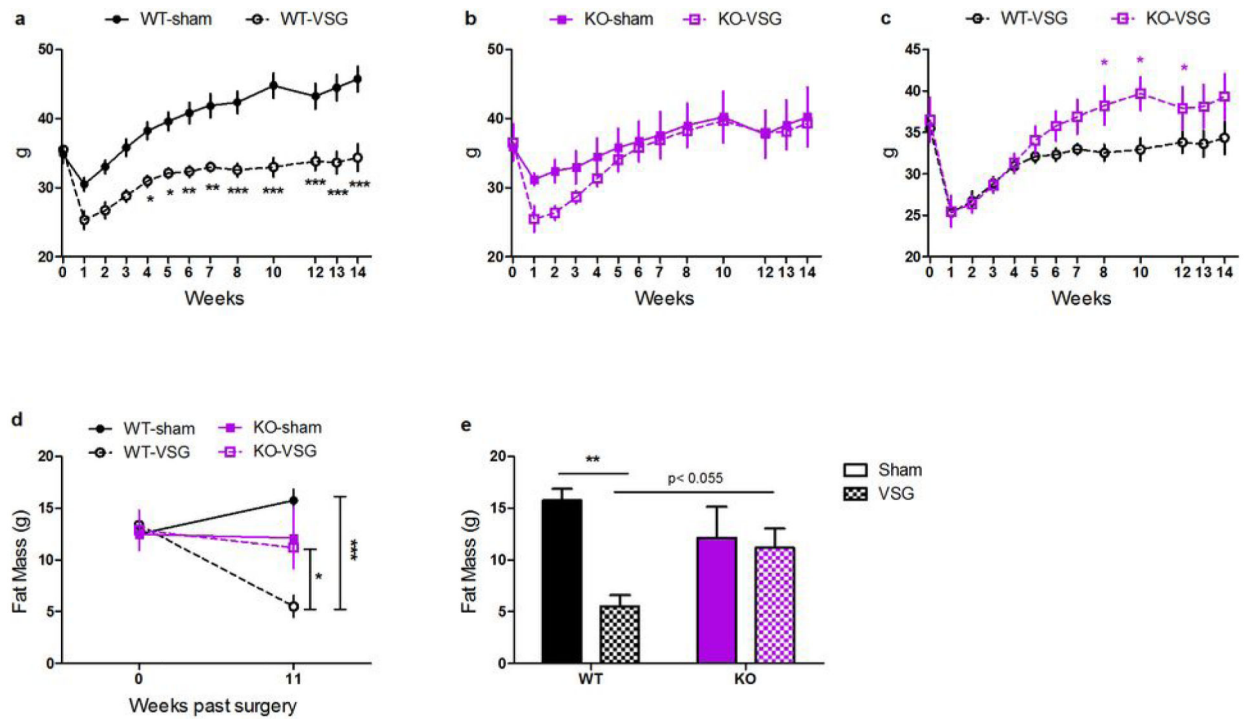 a
WT-sham
WT-VSG
50
40
g
30
20
* * ** ** *** *** *** *** ***
0 1 2 3 4 5 6 7 8 10 12 13 14
Weeks
b
KO-sham
KO-VSG
50
40
g
30
20
0 1 2 3 4 5 6 7 8 10 12 13 14
Weeks
c
WT-VSG
KO-VSG
45
40
35
g
30
25
20
* * *
0 1 2 3 4 5 6 7 8 10 12 13 14
Weeks
d
WT-sham
KO-sham
WT-VSG
KO-VSG
20
15
10
5
0
Fat Mass (g)
*
***
0 11
Weeks past surgery
e
20
15
10
5
0
Fat Mass (g)
**
p< 0.055
WT KO
Sham
VSG